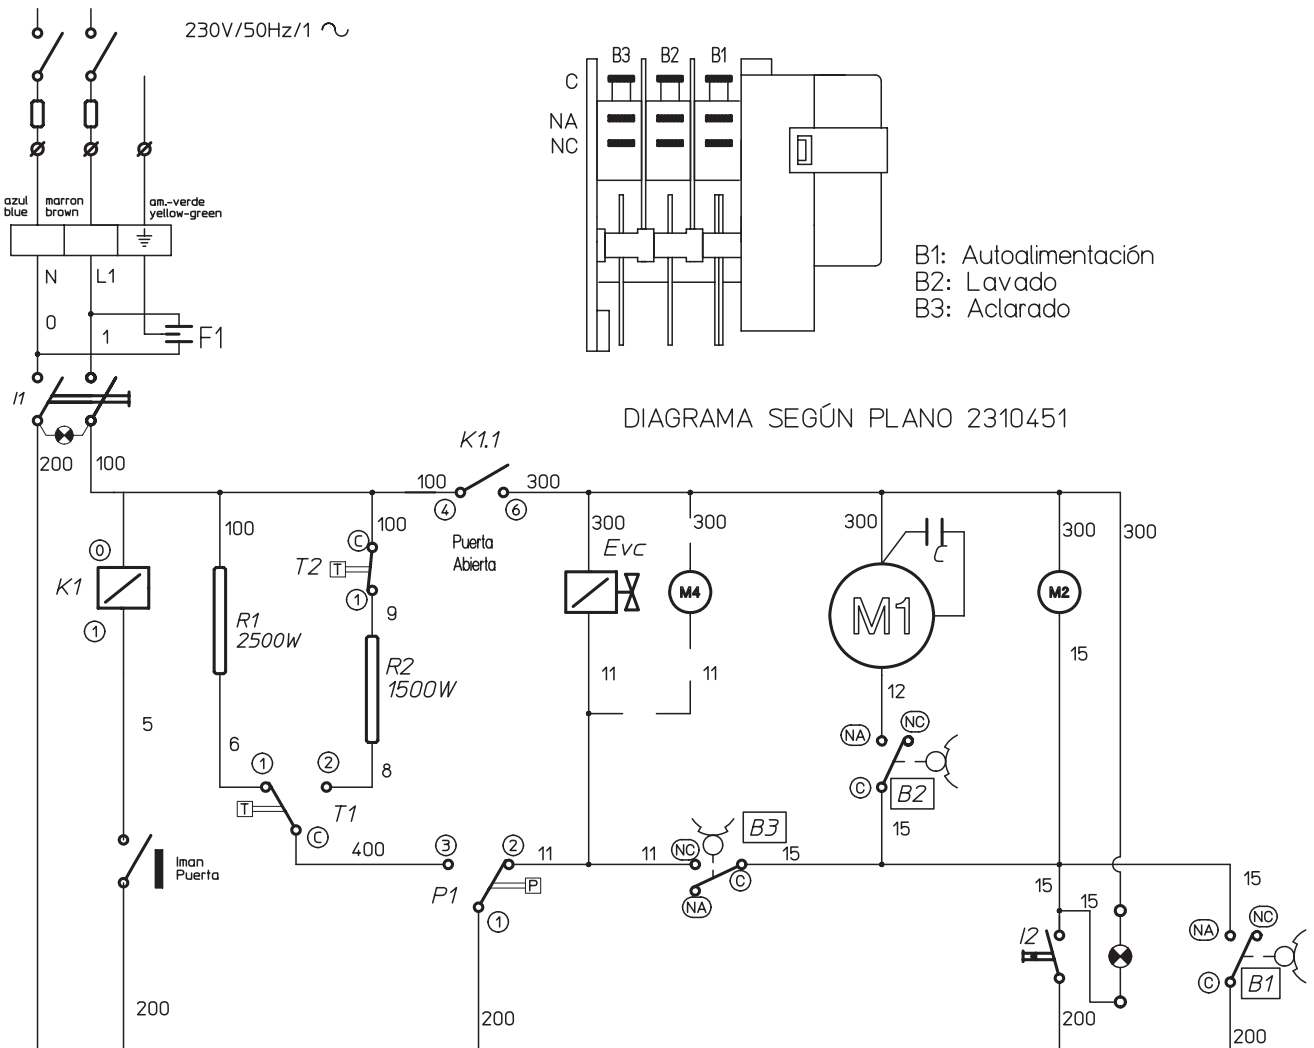 230V/50Hz/1
azul
blue
marron
brown
am.-verde
yellow-green
N
L1
0
1
F1
I1
200
100
B3
B2
B1
C
NA
NC
B1: Autoalimentación
B2: Lavado
B3: Aclarado
DIAGRAMA SEGÚN PLANO 2310451
K1.1
100
300
4
6
Puerta
Abierta
100
100
300
300
300
300
300
0
K1
1
R1
2500W
C
T2
T
1
9
R2
1500W
Evc
M4
M1
C
M2
5
6
8
11
11
12
15
1
2
T
T1
C
400
NA
NC
C
B2
15
Iman
Puerta
3
2
11
P1
P
1
11
NC
B3
15
C
NA
15
15
15
I2
NA
NC
C
B1
200
200
200
200